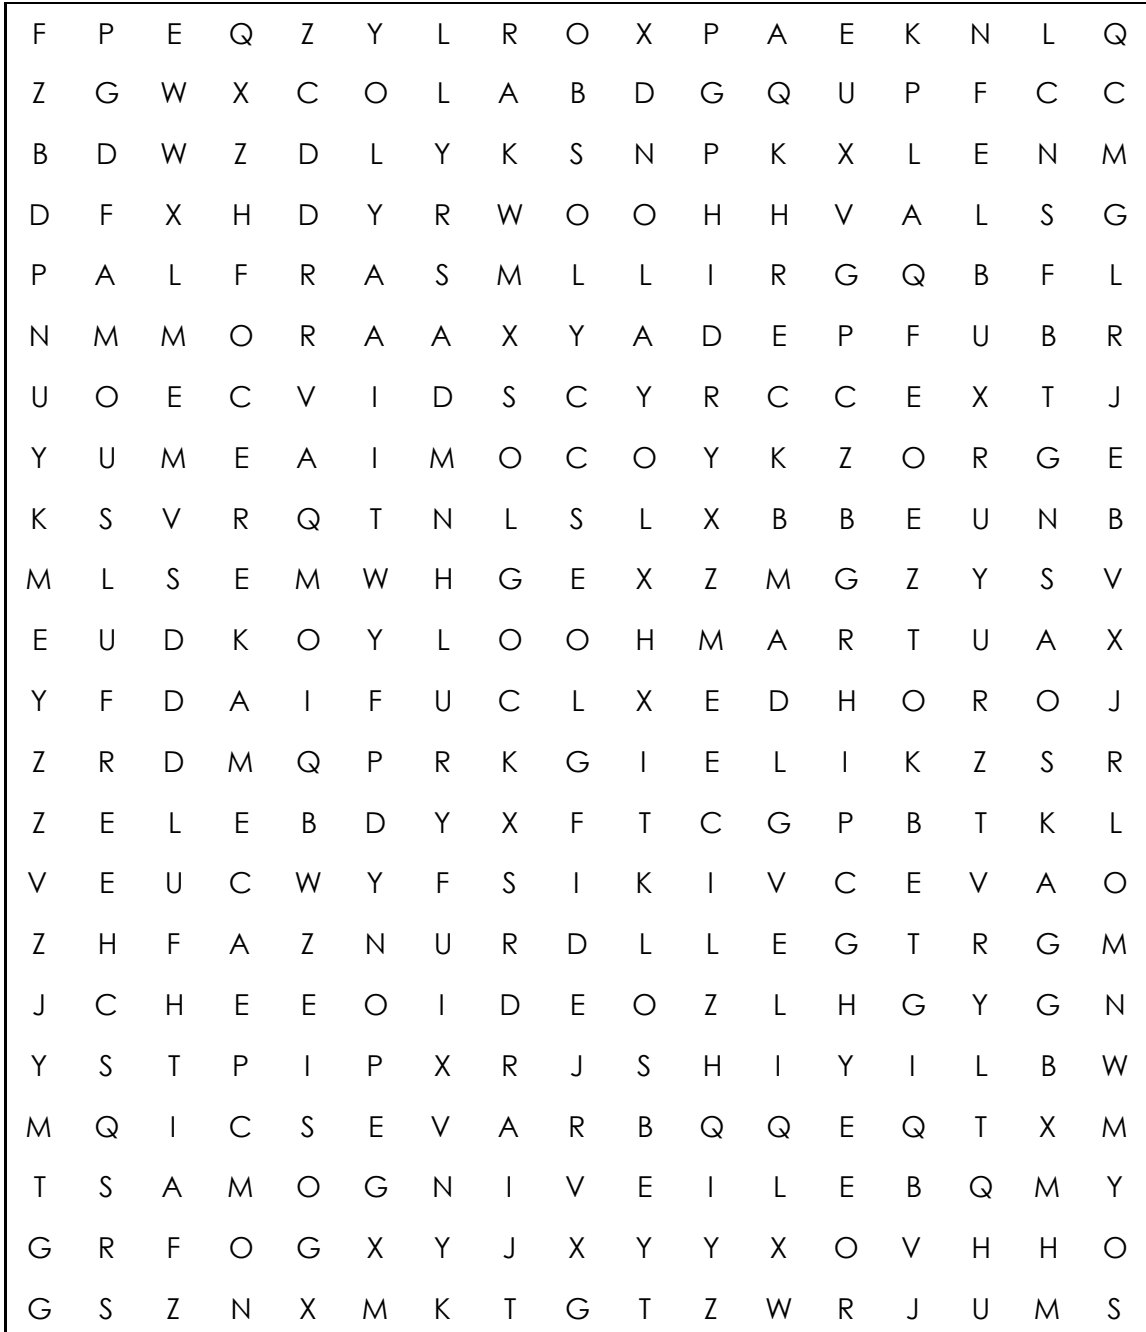 F P E Q Z Y L R O X P A E K N L Q
Z G W X C O L A B D G Q U P F C C
B D W Z D L Y K S N P K X L E N M
D F X H D Y R W O O H H V A L S G
P A L F R A S M L L I R G Q B F L
N M M O R A A X Y A D E P F U B R
U O E C V I D S C Y R C C E X T J
Y U M E A I M O C O Y K Z O R G E
K S V R Q T N L S L X B B E U N B
M L S E M W H G E X Z M G Z Y S V
E U D K O Y L O O H M A R T U A X
Y F D A I F U C L X E D H O R O J
Z R D M Q P R K G I E L I K Z S R
Z E L E B D Y X F T C G P B T K L
V E U C W Y F S I K I V C E V A O
Z H F A Z N U R D L L E G T R G M
J C H E E O I D E O Z L H G Y G N
Y S T P I P X R J S H I Y I L B W
M Q I C S E V A R B Q Q E Q T X M
T S A M O G N I V E I L E B Q M Y
G R F O G X Y J X Y Y X O V H H O
G S Z N X M K T G T Z W R J U M S